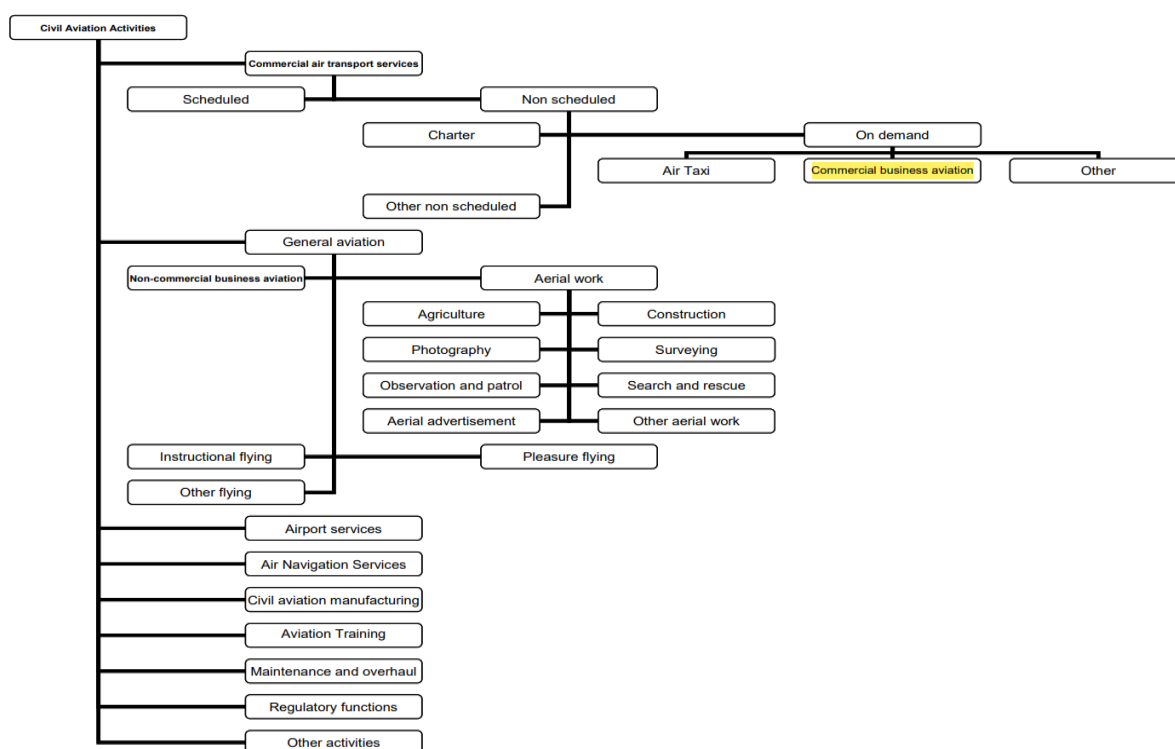 Civil Aviation Activities
Commercial air transport services
Scheduled
Non scheduled
Charter
On demand
Air Taxi
Commercial business aviation
Other
Other non scheduled
General aviation
Non-commercial business aviation
Aerial work
Agriculture
Construction
Photography
Surveying
Observation and patrol
Search and rescue
Aerial advertisement
Other aerial work
Instructional flying
Pleasure flying
Other flying
Airport services
Air Navigation Services
Civil aviation manufacturing
Aviation Training
Maintenance and overhaul
Regulatory functions
Other activities